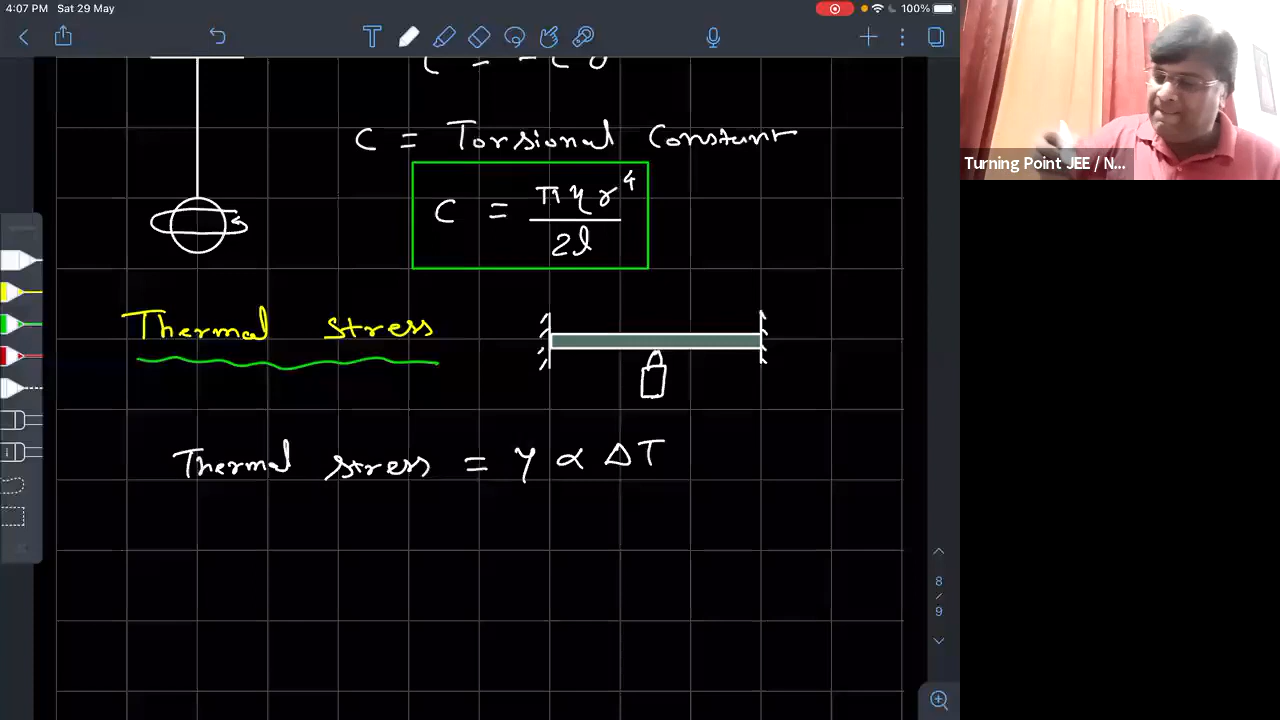 4:07 PM Sat 29 May
100%
C = Torsional Constant
C = πηr⁴ / 2l
Thermal stress
Thermal stress = Y α ΔT
8
/
9
Turning Point JEE / N...